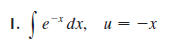 1. ∫ e⁻ˣ dx, u = −x